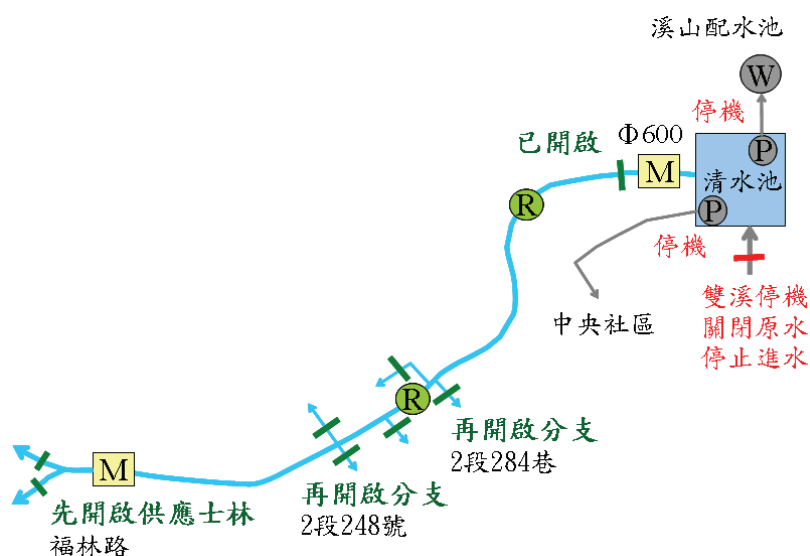 溪山配水池
W
停機
Φ600
已開啟
M
P
清水池
R
P
停機
雙溪停機
關閉原水
停止進水
中央社區
R
再開啟分支
2段284巷
M
再開啟分支
2段248號
先開啟供應士林
福林路